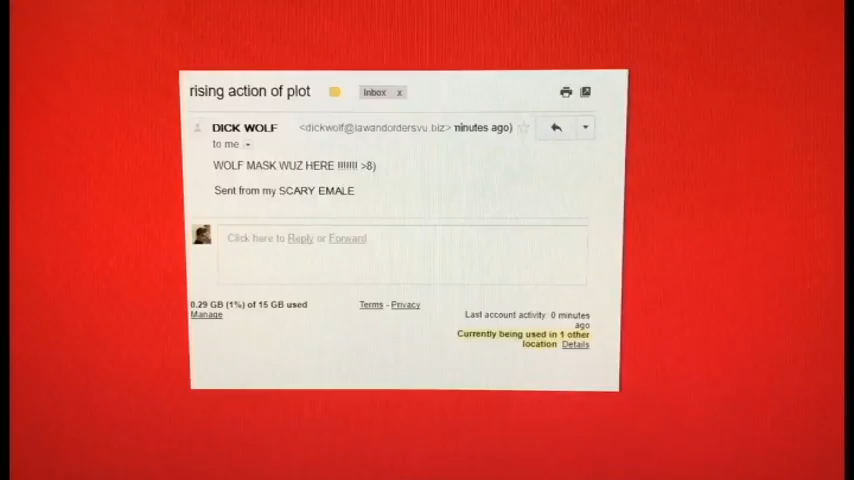 rising action of plot Inbox x
DICK WOLF <dickwolf@lawandordersvu.biz> minutes ago)
to me
WOLF MASK WUZ HERE !!!!!!! >8)
Sent from my SCARY EMALE
Click here to Reply or Forward
0.29 GB (1%) of 15 GB used
Manage
Terms - Privacy
Last account activity 0 minutes
ago
Currently being used in 1 other
location Details